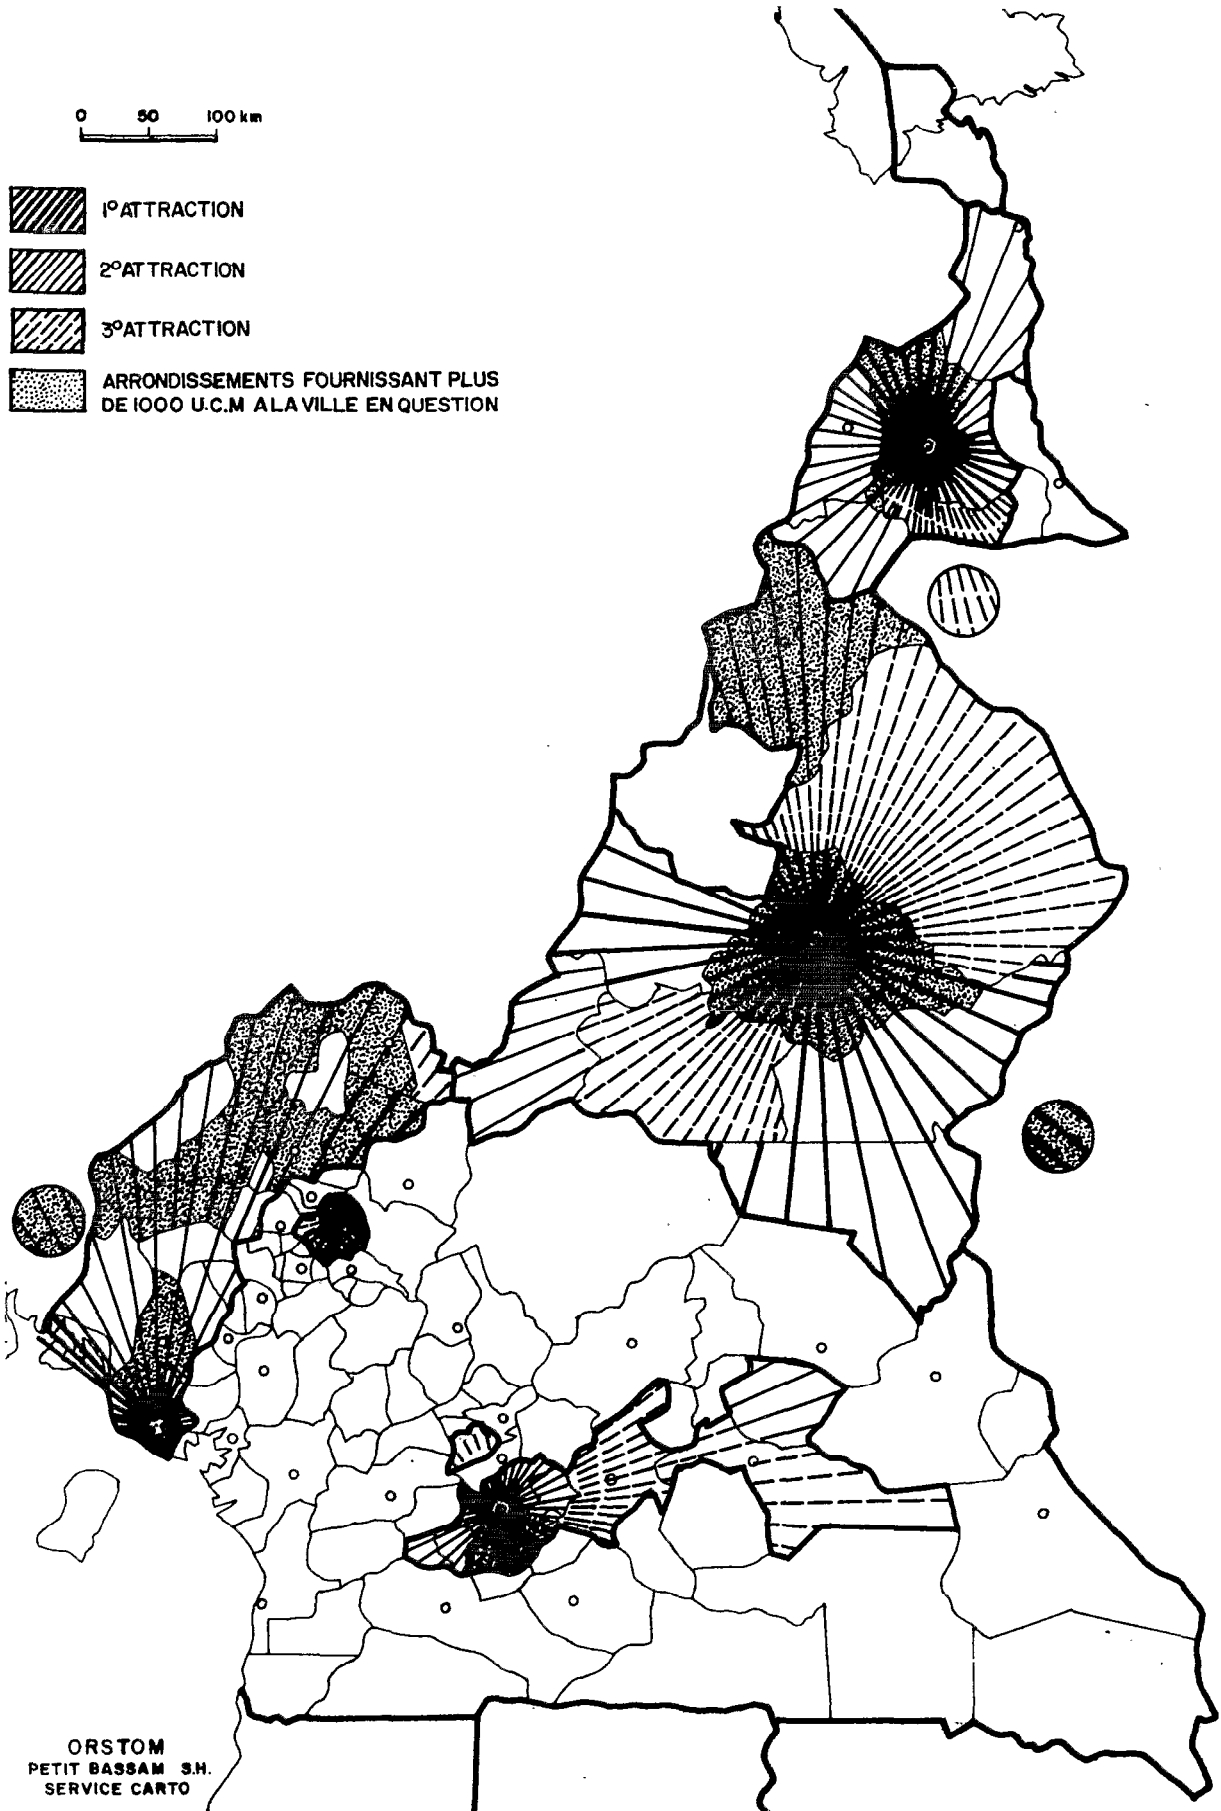 0 50 100 km
1° ATTRACTION
2° ATTRACTION
3° ATTRACTION
ARRONDISSEMENTS FOURNISSANT PLUS
DE 1000 U.C.M A LA VILLE EN QUESTION
ORSTOM
PETIT BASSAM S.H.
SERVICE CARTO